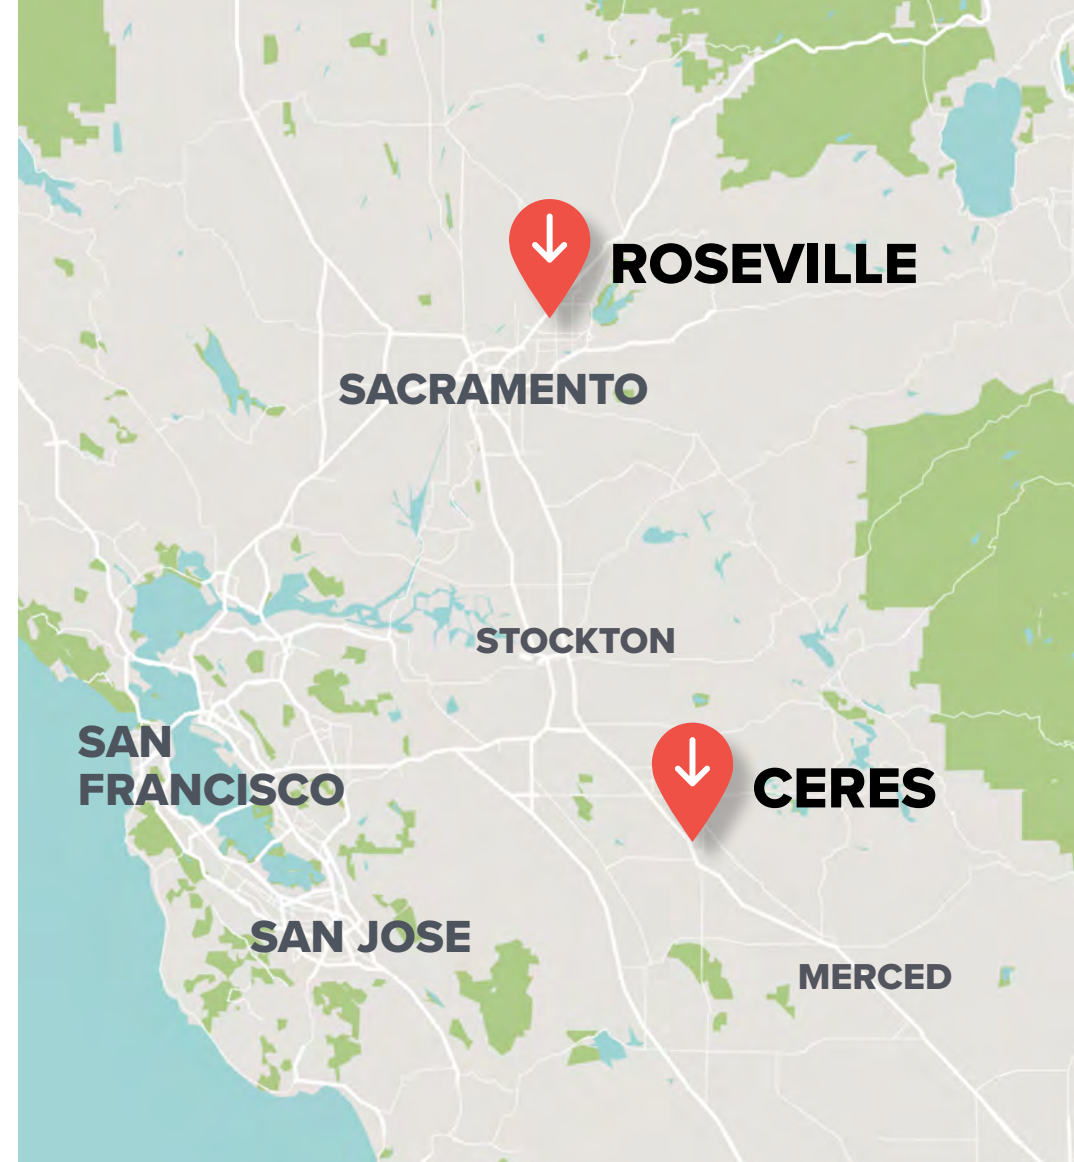 ROSEVILLE
SACRAMENTO
STOCKTON
SAN
FRANCISCO
CERES
SAN JOSE
MERCED